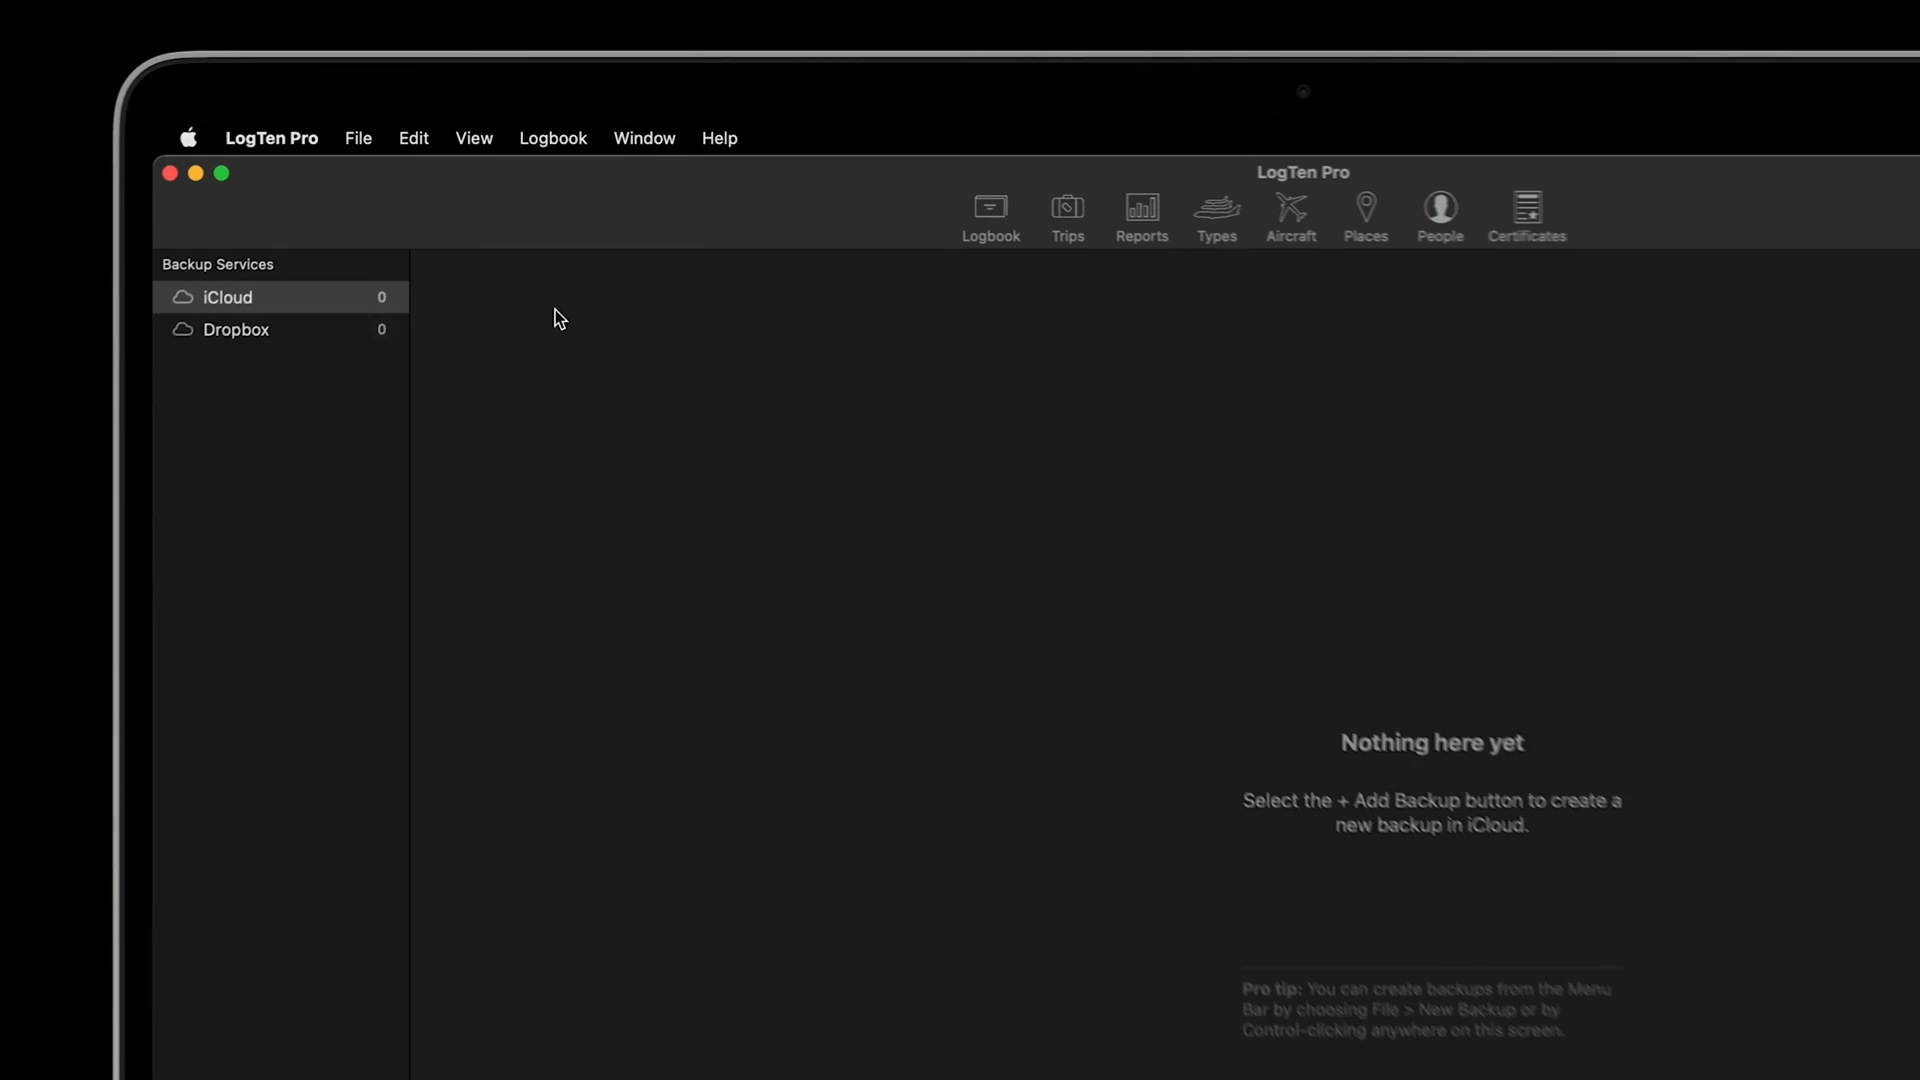 LogTen Pro File Edit View Logbook Window Help
LogTen Pro
Logbook Trips Reports Types Aircraft Places People Certificates
Backup Services
iCloud 0
Dropbox 0
Nothing here yet
Select the + Add Backup button to create a
new backup in iCloud.
Pro tip: You can create backups from the Menu
Bar by choosing File > New Backup or by
Control-clicking anywhere on this screen.